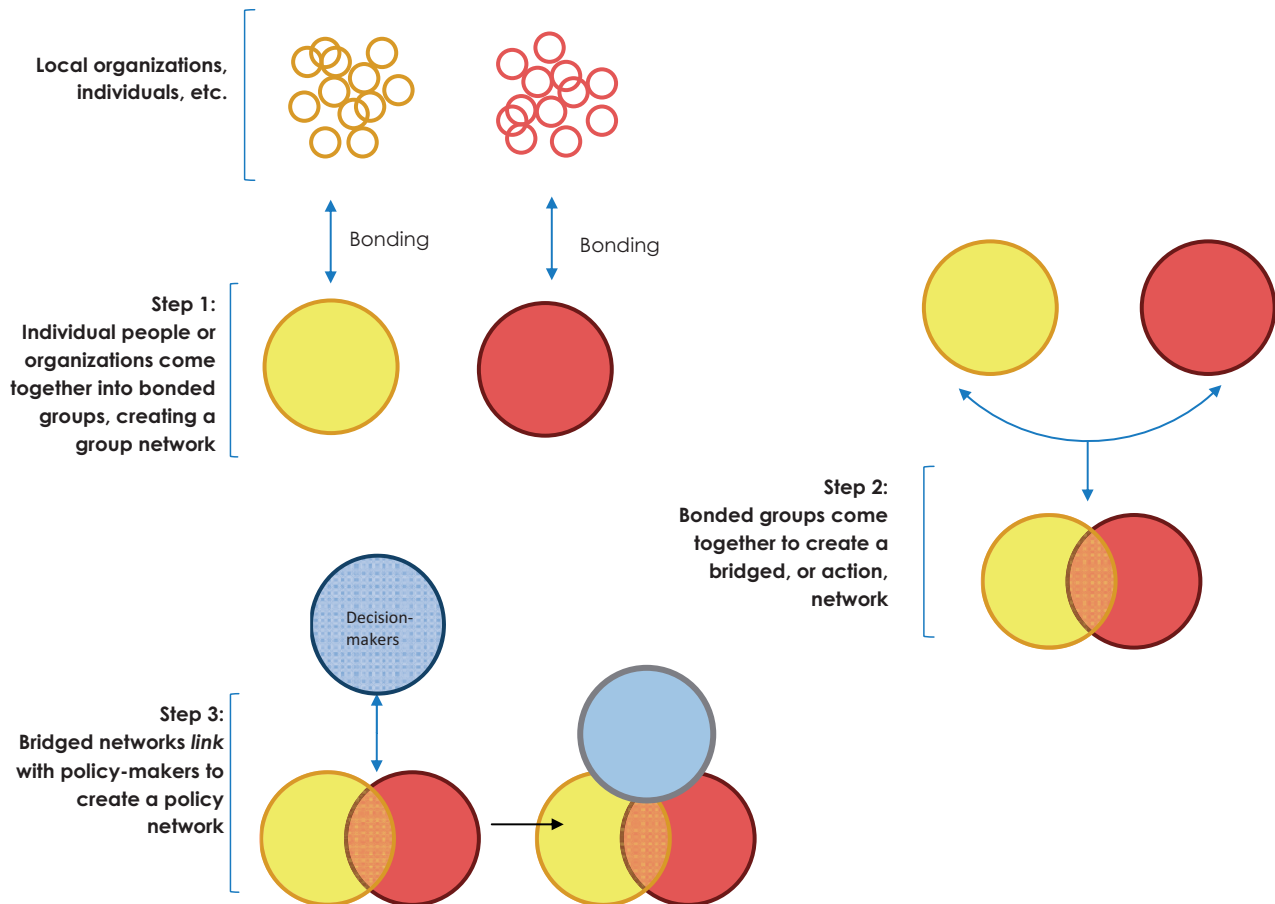 Local organizations,
individuals, etc.
Bonding
Bonding
Step 1:
Individual people or
organizations come
together into bonded
groups, creating a
group network
Step 2:
Bonded groups come
together to create a
bridged, or action,
network
Decision-
makers
Step 3:
Bridged networks link
with policy-makers to
create a policy
network